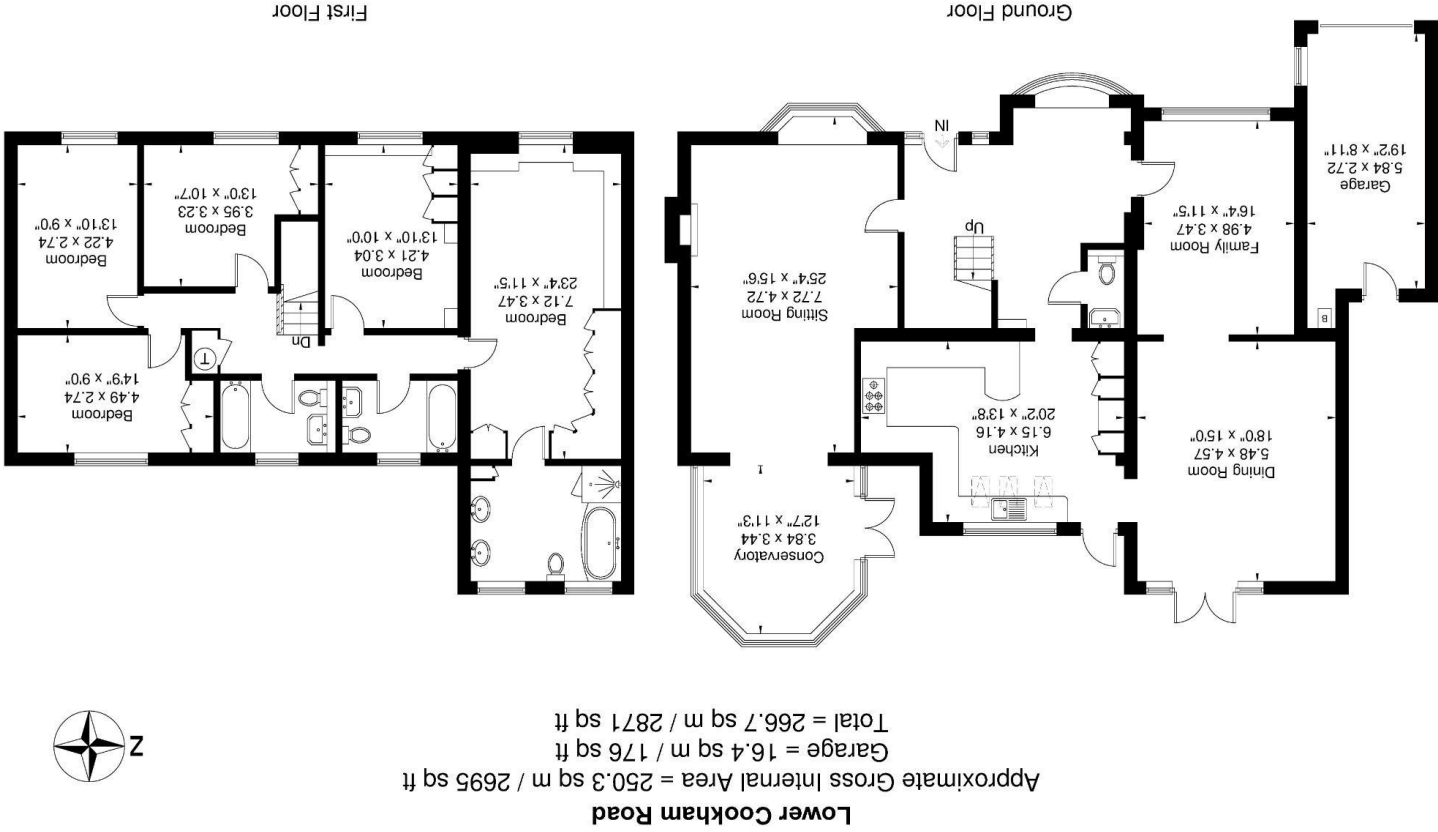 Lower Cookham Road
Approximate Gross Internal Area = 250.3 sq m / 2695 sq ft
Garage = 16.4 sq m / 176 sq ft
Total = 266.7 sq m / 2871 sq ft
N
Conservatory
3.84 x 3.44
12'7" x 11'3"
Dining Room
5.48 x 4.57
18'0" x 15'0"
Kitchen
6.15 x 4.16
20'2" x 13'8"
B
Sitting Room
7.72 x 4.72
25'4" x 15'6"
Family Room
4.98 x 3.47
16'4" x 11'5"
Up
Garage
5.84 x 2.72
19'2" x 8'11"
IN
Ground Floor
Bedroom
4.49 x 2.74
14'9" x 9'0"
T
Dn
Bedroom
7.12 x 3.47
23'4" x 11'5"
Bedroom
4.21 x 3.04
13'10" x 10'0"
Bedroom
3.95 x 3.23
13'0" x 10'7"
Bedroom
4.22 x 2.74
13'10" x 9'0"
First Floor